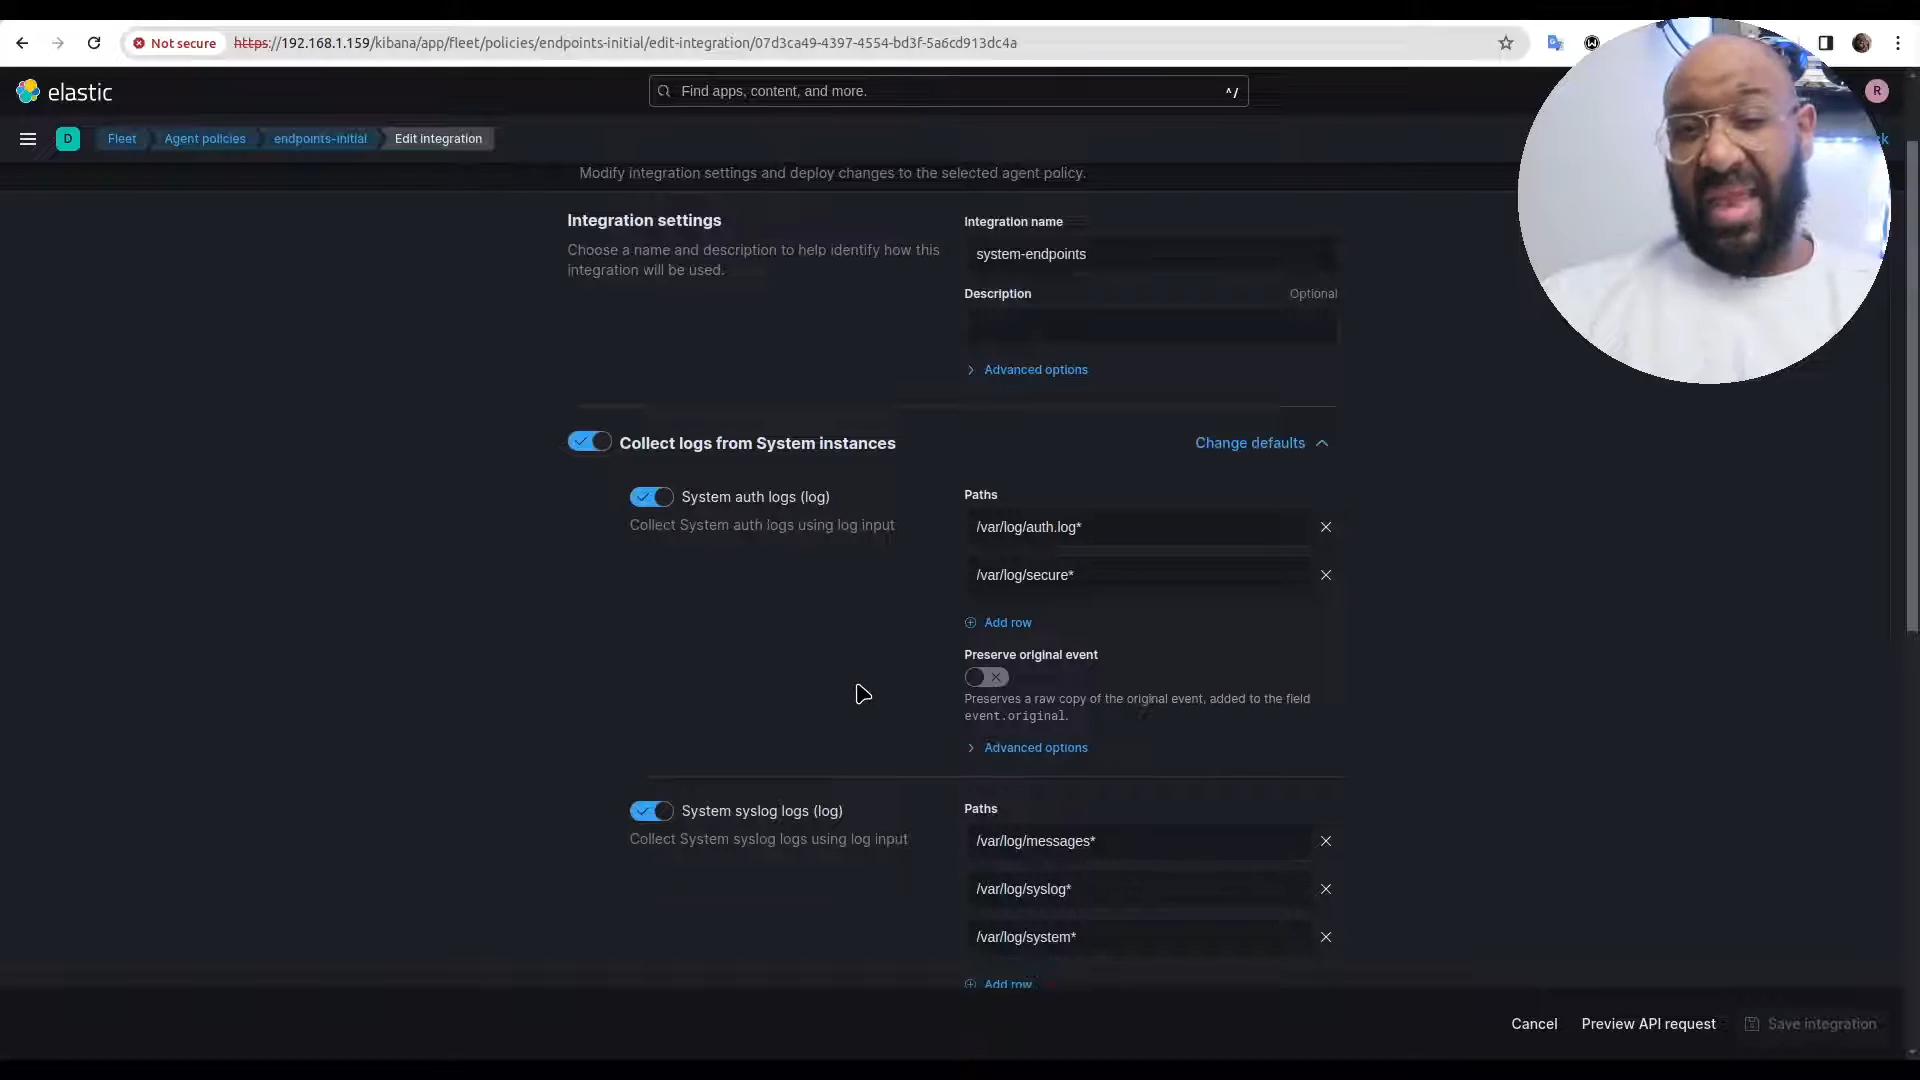 Not secure
https://192.168.1.159/kibana/app/fleet/policies/endpoints-initial/edit-integration/07d3ca49-4397-4554-bd3f-5a6cd913dc4a
elastic
Find apps, content, and more.
^/
R
D
Fleet
Agent policies
endpoints-initial
Edit integration
Modify integration settings and deploy changes to the selected agent policy.
Integration settings
Choose a name and description to help identify how this
integration will be used.
Integration name
system-endpoints
Description
Optional
Advanced options
Collect logs from System instances
Change defaults
System auth logs (log)
Collect System auth logs using log input
Paths
/var/log/auth.log*
/var/log/secure*
Add row
Preserve original event
Preserves a raw copy of the original event, added to the field
event.original.
Advanced options
System syslog logs (log)
Collect System syslog logs using log input
Paths
/var/log/messages*
/var/log/syslog*
/var/log/system*
Add row
Cancel
Preview API request
Save integration